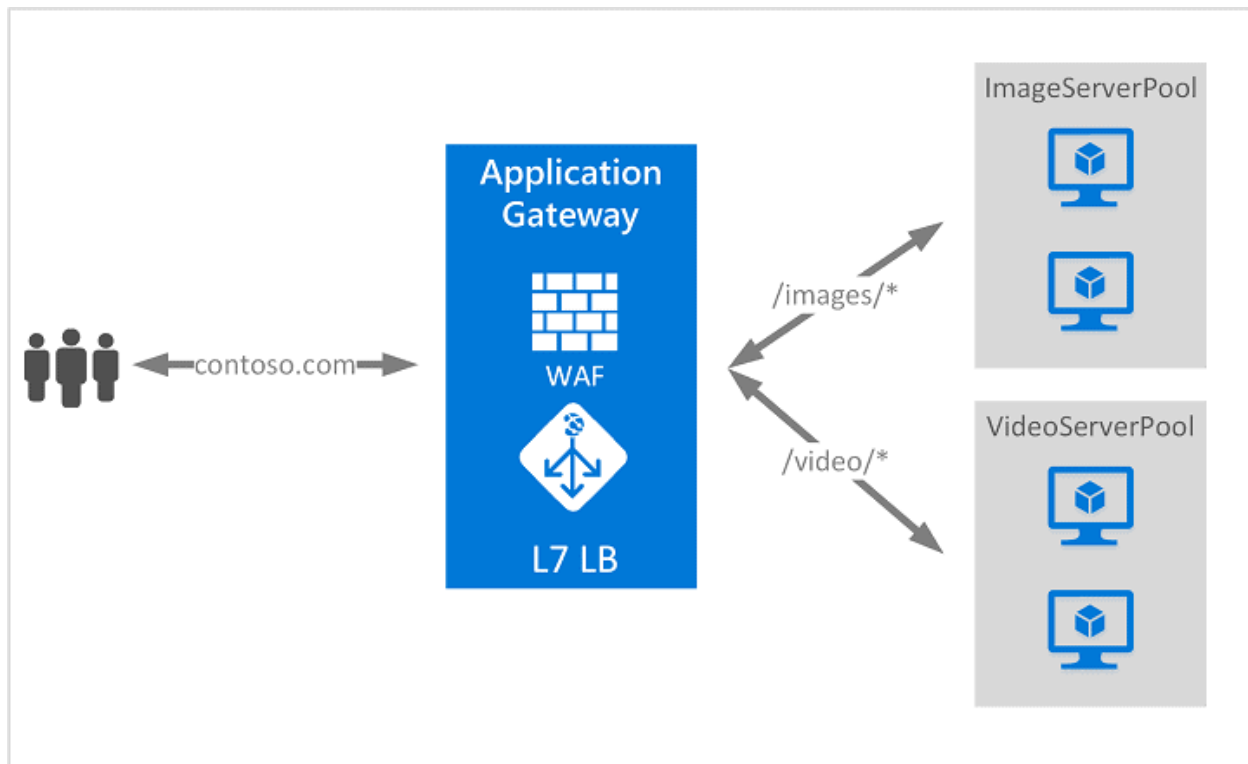 contoso.com
Application
Gateway
WAF
L7 LB
/images/*
/video/*
ImageServerPool
VideoServerPool